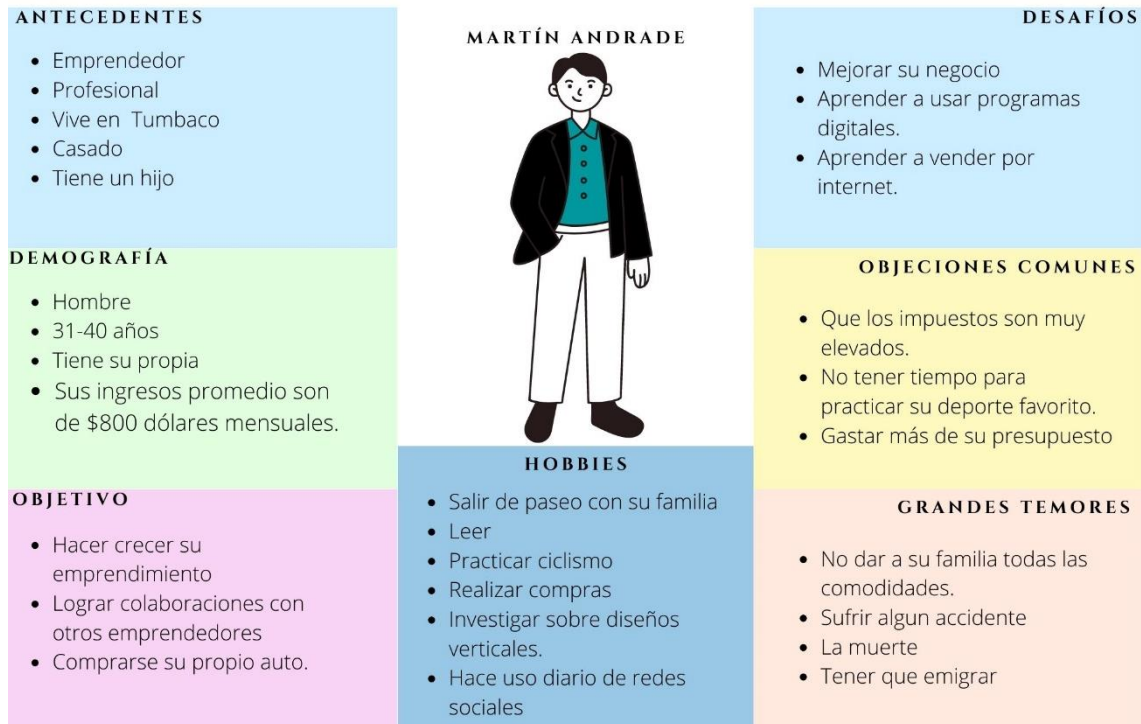 ANTECEDENTES
• Emprendedor
• Profesional
• Vive en Tumbaco
• Casado
• Tiene un hijo
DEMOGRAFÍA
• Hombre
• 31-40 años
• Tiene su propia
• Sus ingresos promedio son
de $800 dólares mensuales.
OBJETIVO
• Hacer crecer su
emprendimiento
• Lograr colaboraciones con
otros emprendedores
• Comprarse su propio auto.
MARTÍN ANDRADE
HOBBIES
• Salir de paseo con su familia
• Leer
• Practicar ciclismo
• Realizar compras
• Investigar sobre diseños
verticales.
• Hace uso diario de redes
sociales
DESAFÍOS
• Mejorar su negocio
• Aprender a usar programas
digitales.
• Aprender a vender por
internet.
OBJECIONES COMUNES
• Que los impuestos son muy
elevados.
• No tener tiempo para
practicar su deporte favorito.
• Gastar más de su presupuesto
GRANDES TEMORES
• No dar a su familia todas las
comodidades.
• Sufrir algun accidente
• La muerte
• Tener que emigrar